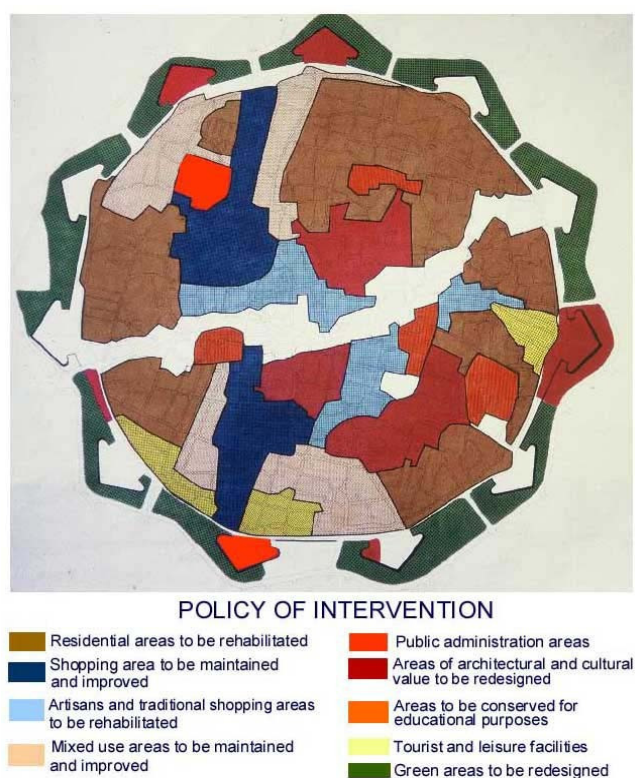 POLICY OF INTERVENTION
Residential areas to be rehabilitated
Shopping area to be maintained
and improved
Artisans and traditional shopping areas
to be rehabilitated
Mixed use areas to be maintained
and improved
Public administration areas
Areas of architectural and cultural
value to be redesigned
Areas to be conserved for
educational purposes
Tourist and leisure facilities
Green areas to be redesigned